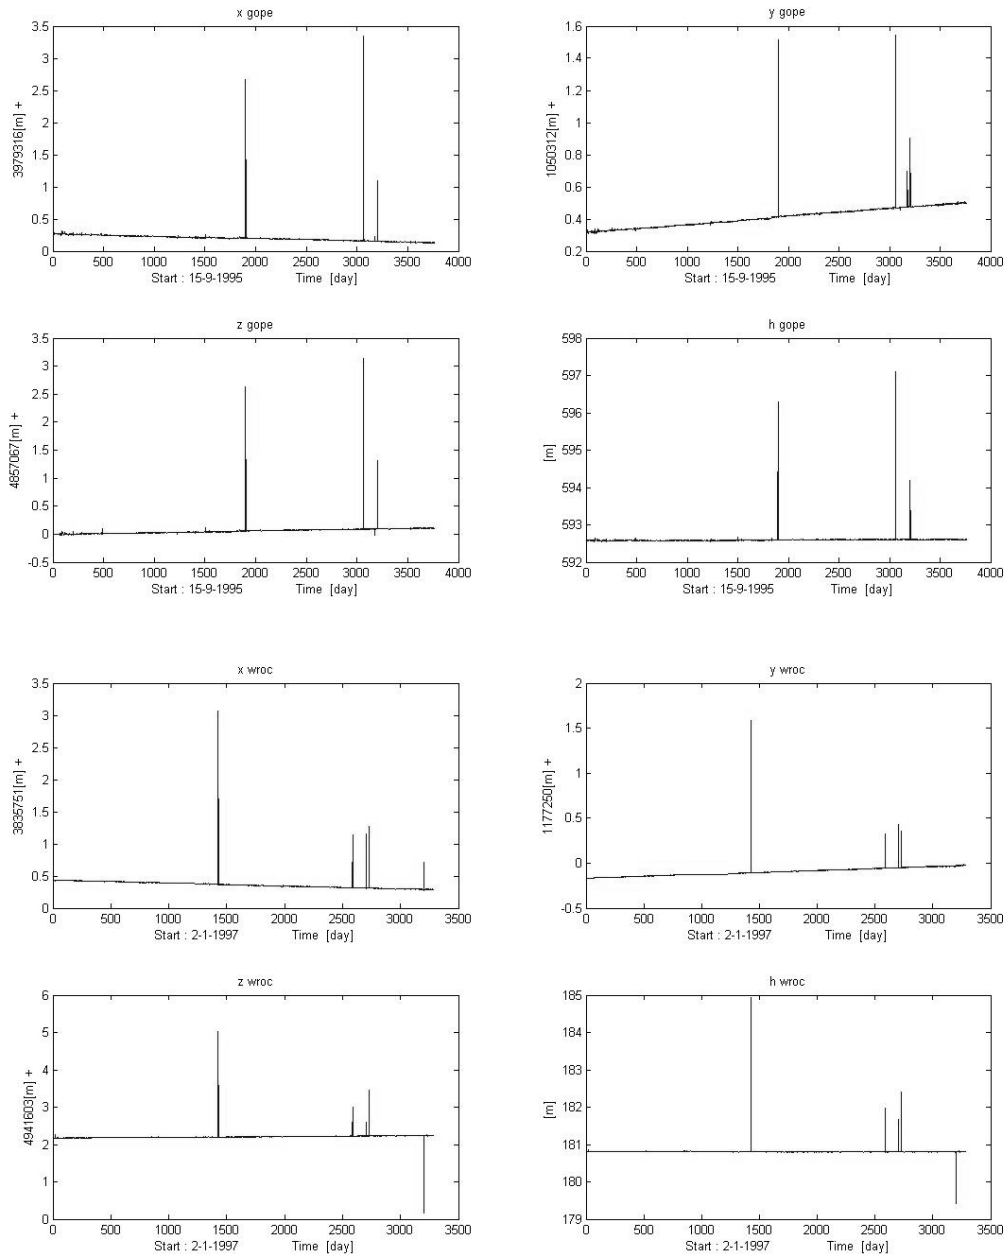 x gope
3.5
3
2.5
2
1.5
1
0.5
0
3979316[m] +
0 500 1000 1500 2000 2500 3000 3500 4000
Start : 15-9-1995 Time [day]
y gope
1.6
1.4
1.2
1
0.8
0.6
0.4
0.2
1050312[m] +
0 500 1000 1500 2000 2500 3000 3500 4000
Start : 15-9-1995 Time [day]
z gope
3.5
3
2.5
2
1.5
1
0.5
0
-0.5
4857067[m] +
0 500 1000 1500 2000 2500 3000 3500 4000
Start : 15-9-1995 Time [day]
h gope
598
597
596
595
594
593
592
[m]
0 500 1000 1500 2000 2500 3000 3500 4000
Start : 15-9-1995 Time [day]
x wroc
3.5
3
2.5
2
1.5
1
0.5
0
3835751[m] +
0 500 1000 1500 2000 2500 3000 3500
Start : 2-1-1997 Time [day]
y wroc
2
1.5
1
0.5
0
-0.5
1177250[m] +
0 500 1000 1500 2000 2500 3000 3500
Start : 2-1-1997 Time [day]
z wroc
6
5
4
3
2
1
0
4941603[m] +
0 500 1000 1500 2000 2500 3000 3500
Start : 2-1-1997 Time [day]
h wroc
185
184
183
182
181
180
179
[m]
0 500 1000 1500 2000 2500 3000 3500
Start : 2-1-1997 Time [day]